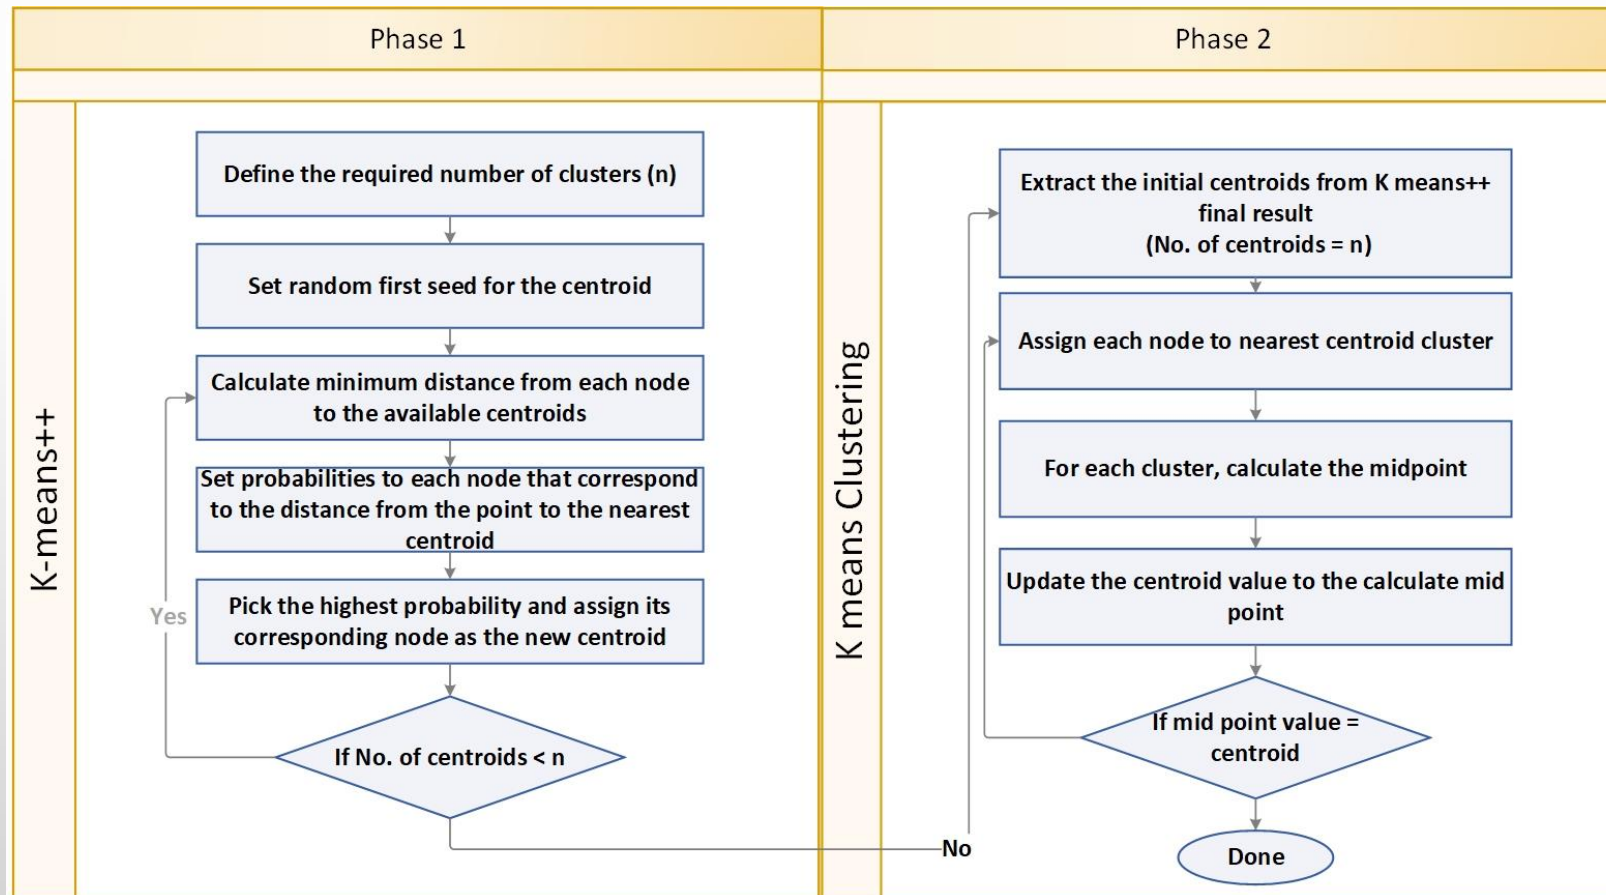 Phase 1
Phase 2
K-means++
Define the required number of clusters (n)
Set random first seed for the centroid
Calculate minimum distance from each node
to the available centroids
Set probabilities to each node that correspond
to the distance from the point to the nearest
centroid
Pick the highest probability and assign its
corresponding node as the new centroid
Yes
If No. of centroids < n
No
K means Clustering
Extract the initial centroids from K means++
final result
(No. of centroids = n)
Assign each node to nearest centroid cluster
For each cluster, calculate the midpoint
Update the centroid value to the calculate mid
point
If mid point value =
centroid
Done